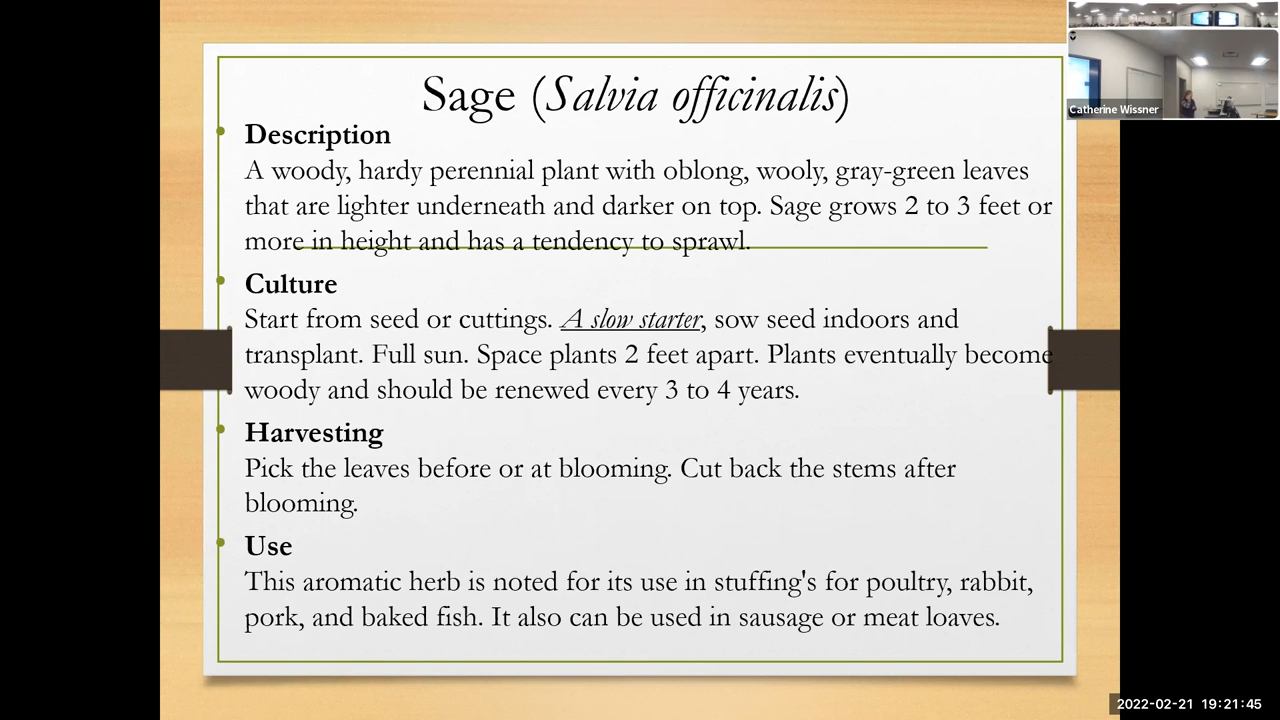 Sage (Salvia officinalis)
Description
A woody, hardy perennial plant with oblong, wooly, gray-green leaves
that are lighter underneath and darker on top. Sage grows 2 to 3 feet or
more in height and has a tendency to sprawl.
Culture
Start from seed or cuttings. A slow starter, sow seed indoors and
transplant. Full sun. Space plants 2 feet apart. Plants eventually become
woody and should be renewed every 3 to 4 years.
Harvesting
Pick the leaves before or at blooming. Cut back the stems after
blooming.
Use
This aromatic herb is noted for its use in stuffing's for poultry, rabbit,
pork, and baked fish. It also can be used in sausage or meat loaves.
Catherine Wissner
2022-02-21 19:21:45